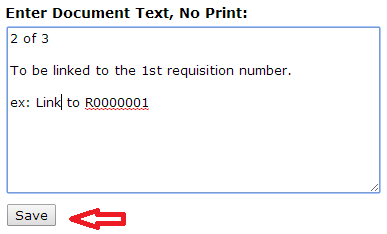 Enter Document Text, No Print:
2 of 3
To be linked to the 1st requisition number.
ex: Link to R0000001
Save